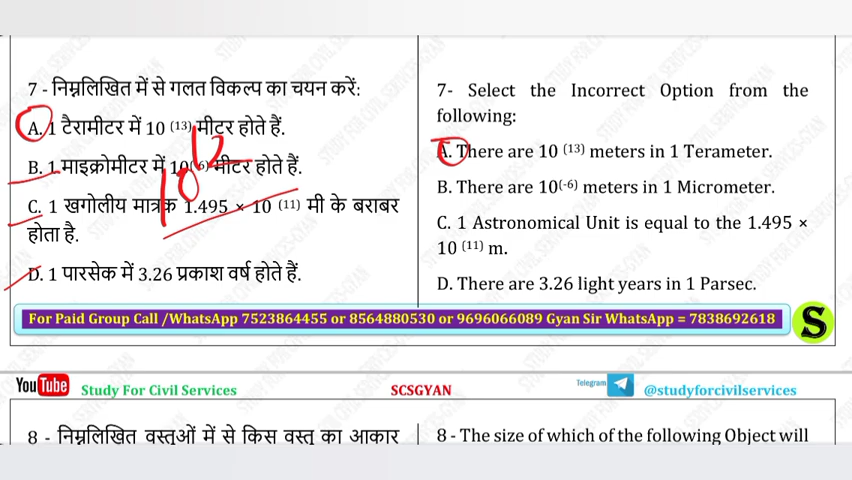 7 - निम्नलिखित में से गलत विकल्प का चयन करें:
A. 1 टैरामीटर में 10 (13) मीटर होते हैं.
B. 1 माइक्रोमीटर में 10(-6) मीटर होते हैं.
C. 1 खगोलीय मात्रक 1.495 × 10 (11) मी के बराबर
होता है.
D. 1 पारसेक में 3.26 प्रकाश वर्ष होते हैं.
10 12
7- Select the Incorrect Option from the
following:
A. There are 10 (13) meters in 1 Terameter.
B. There are 10(-6) meters in 1 Micrometer.
C. 1 Astronomical Unit is equal to the 1.495 ×
10 (11) m.
D. There are 3.26 light years in 1 Parsec.
For Paid Group Call /WhatsApp 7523864455 or 8564880530 or 9696066089 Gyan Sir WhatsApp = 7838692618
S
YouTube Study For Civil Services
SCSGYAN
Telegram @studyforcivilservices
8 - निम्नलिखित वस्तुओं में से किस वस्तु का आकार
8 - The size of which of the following Object will